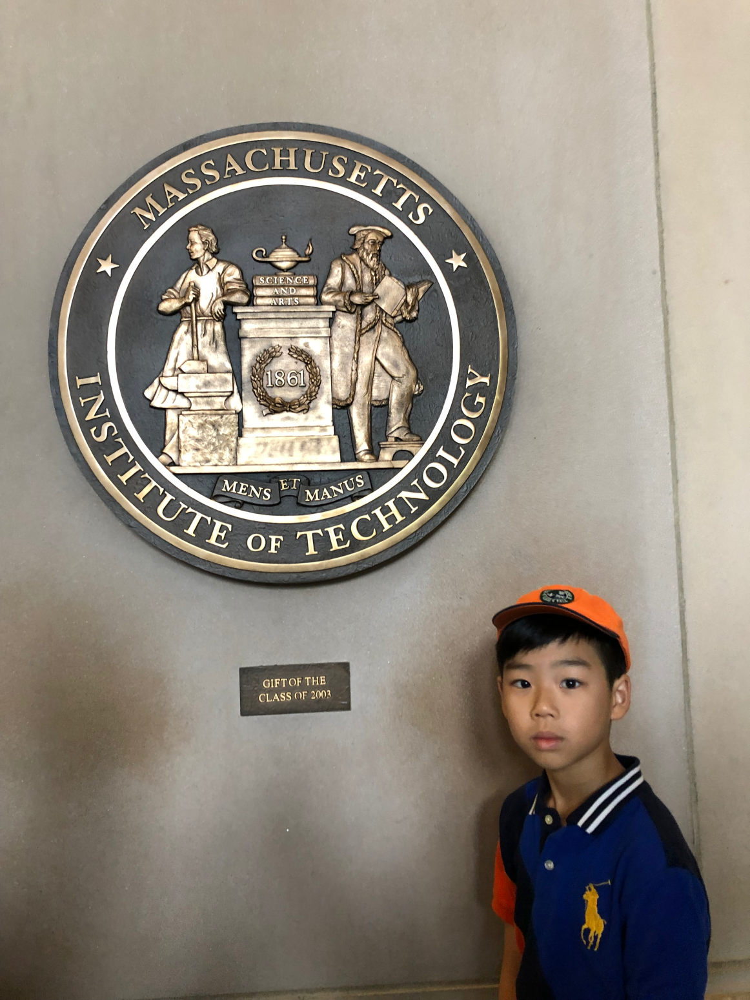 MASSACHUSETTS
INSTITUTE OF TECHNOLOGY
SCIENCE
AND
ARTS
1861
MENS ET MANUS
GIFT OF THE
CLASS OF 2003